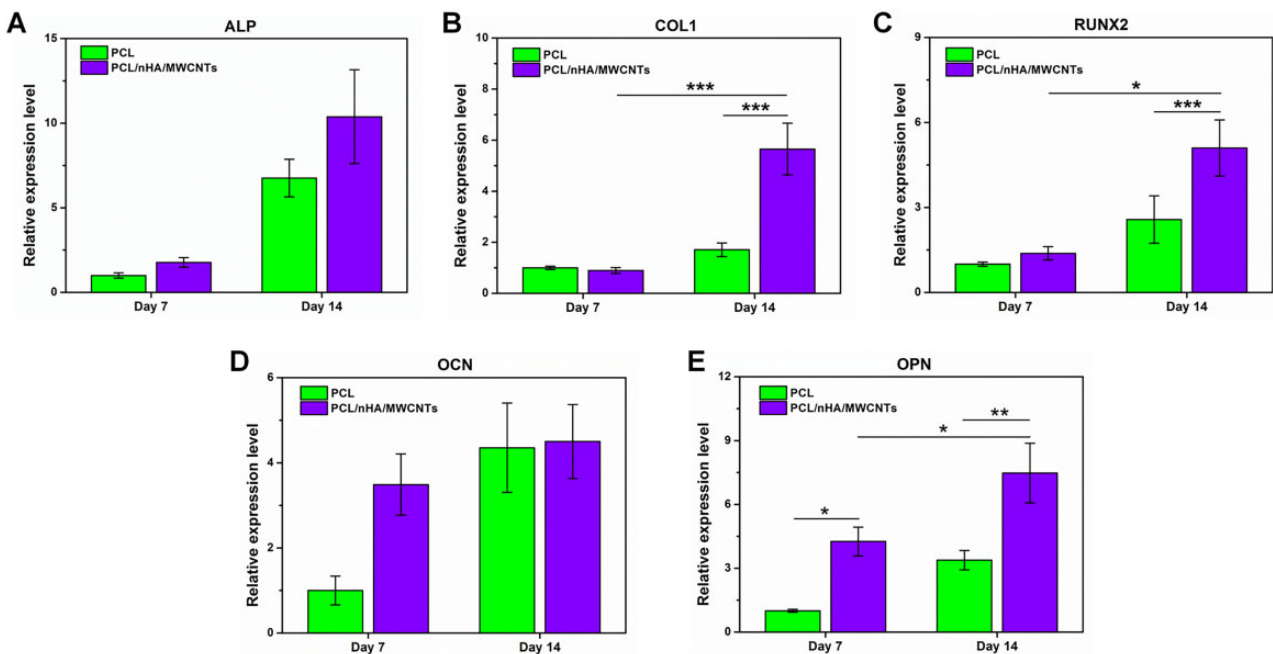 A
ALP
PCL
PCL/nHA/MWCNTs
Relative expression level
15
10
5
0
Day 7
Day 14
B
COL1
PCL
PCL/nHA/MWCNTs
Relative expression level
10
8
6
4
2
0
***
***
Day 7
Day 14
C
RUNX2
PCL
PCL/nHA/MWCNTs
Relative expression level
9
6
3
0
*
***
Day 7
Day 14
D
OCN
PCL
PCL/nHA/MWCNTs
Relative expression level
6
4
2
0
Day 7
Day 14
E
OPN
PCL
PCL/nHA/MWCNTs
Relative expression level
12
9
6
3
0
**
*
*
Day 7
Day 14